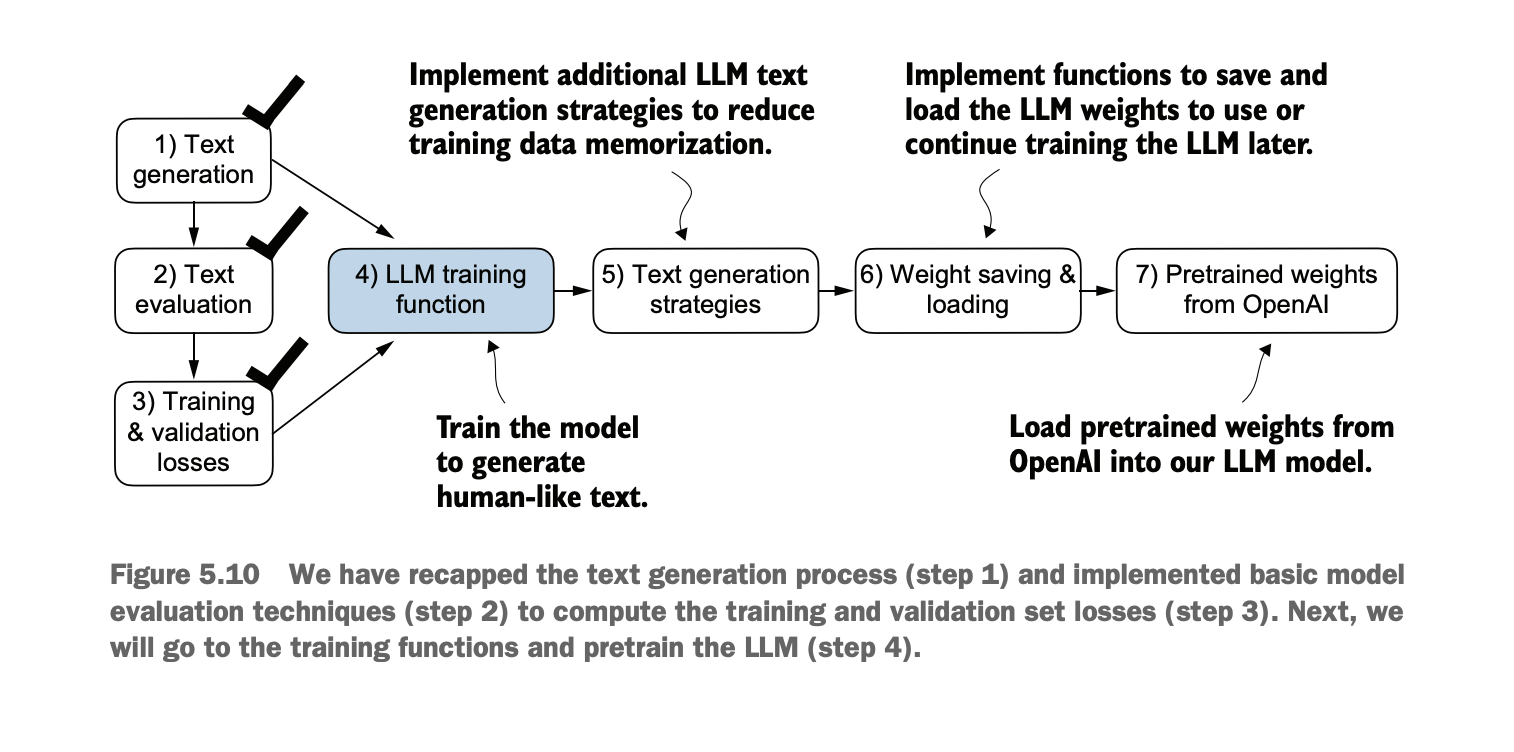 Implement additional LLM text
generation strategies to reduce
training data memorization.
Implement functions to save and
load the LLM weights to use or
continue training the LLM later.
1) Text
generation
2) Text
evaluation
3) Training
& validation
losses
4) LLM training
function
5) Text generation
strategies
6) Weight saving &
loading
7) Pretrained weights
from OpenAI
Train the model
to generate
human-like text.
Load pretrained weights from
OpenAI into our LLM model.
Figure 5.10 We have recapped the text generation process (step 1) and implemented basic model
evaluation techniques (step 2) to compute the training and validation set losses (step 3). Next, we
will go to the training functions and pretrain the LLM (step 4).